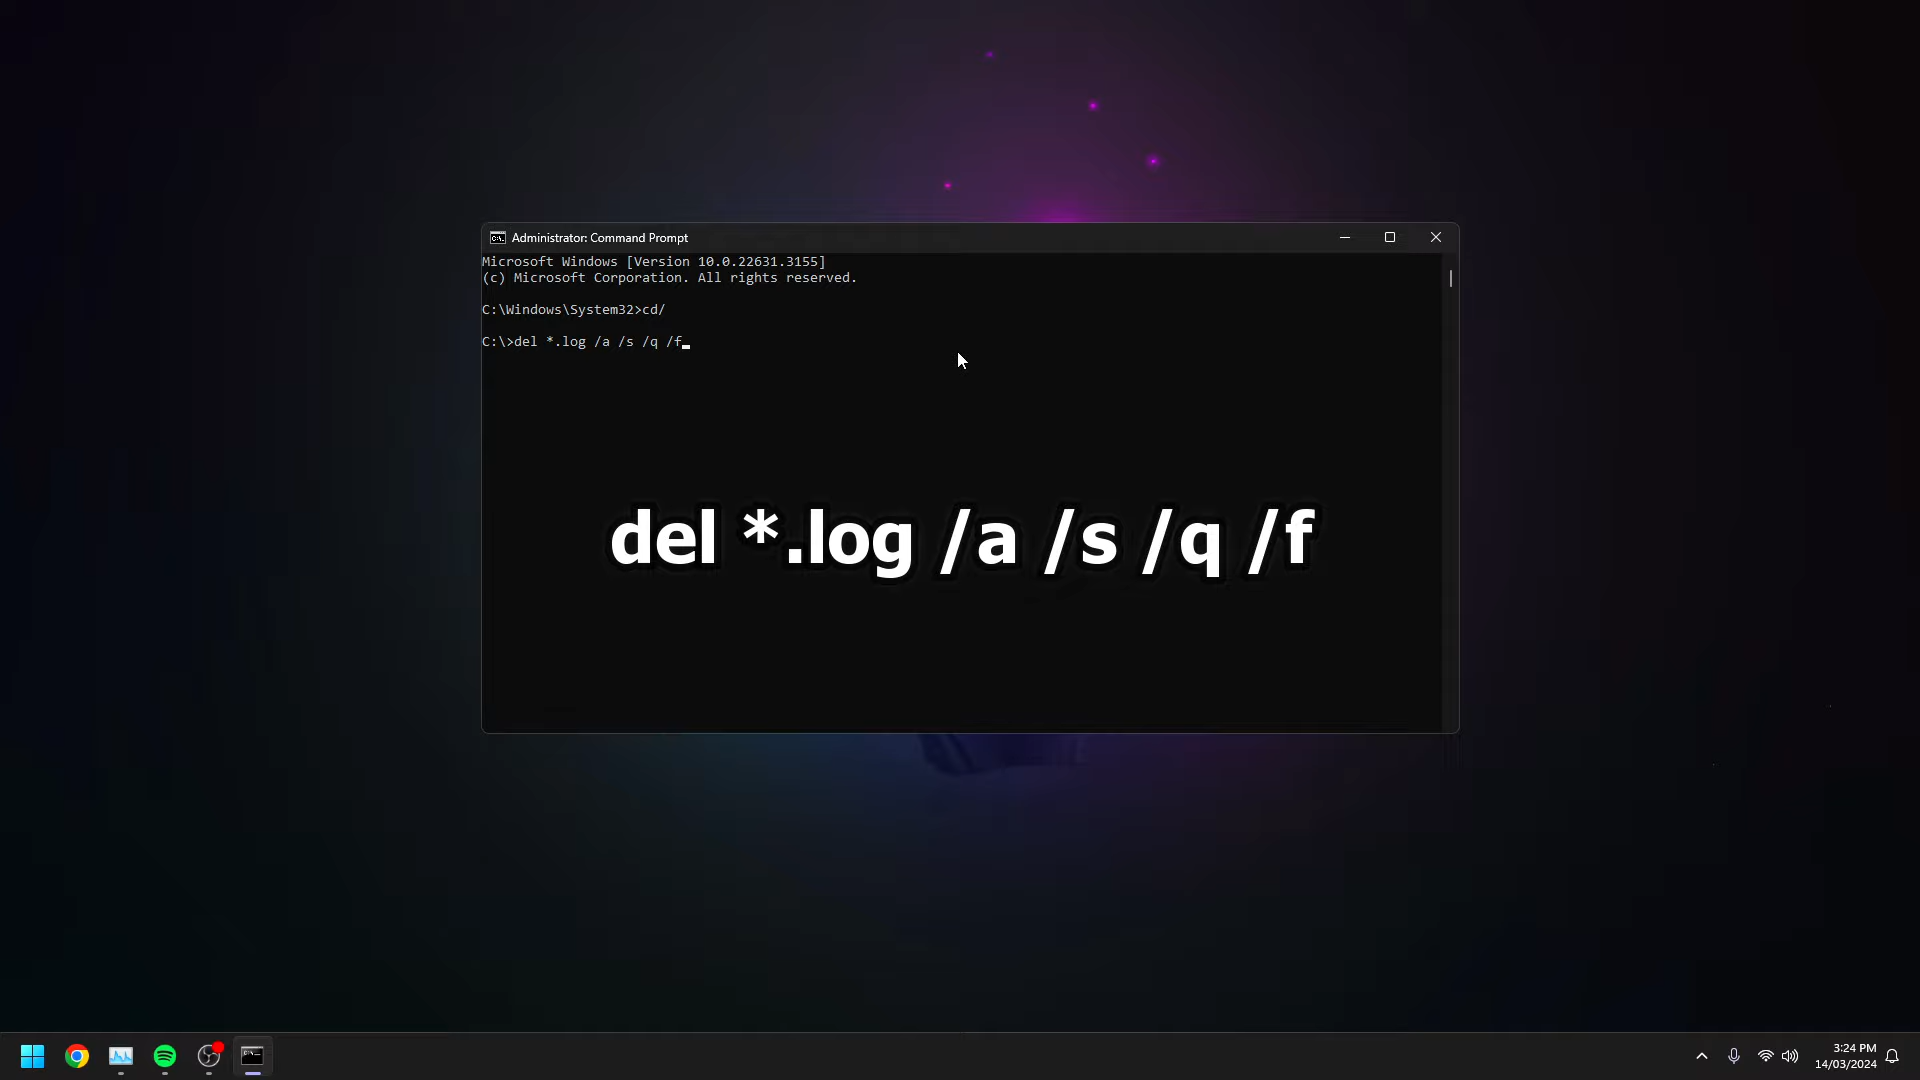 Administrator: Command Prompt
Microsoft Windows [Version 10.0.22631.3155]
(c) Microsoft Corporation. All rights reserved.
C:\Windows\System32>cd/
C:\>del *.log /a /s /q /f
del *.log /a /s /q /f
3:24 PM
14/03/2024